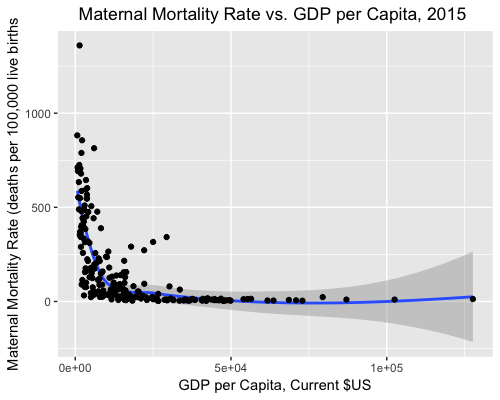 Maternal Mortality Rate vs. GDP per Capita, 2015
Maternal Mortality Rate (deaths per 100,000 live births
1000
500
0
0e+00
5e+04
1e+05
GDP per Capita, Current $US